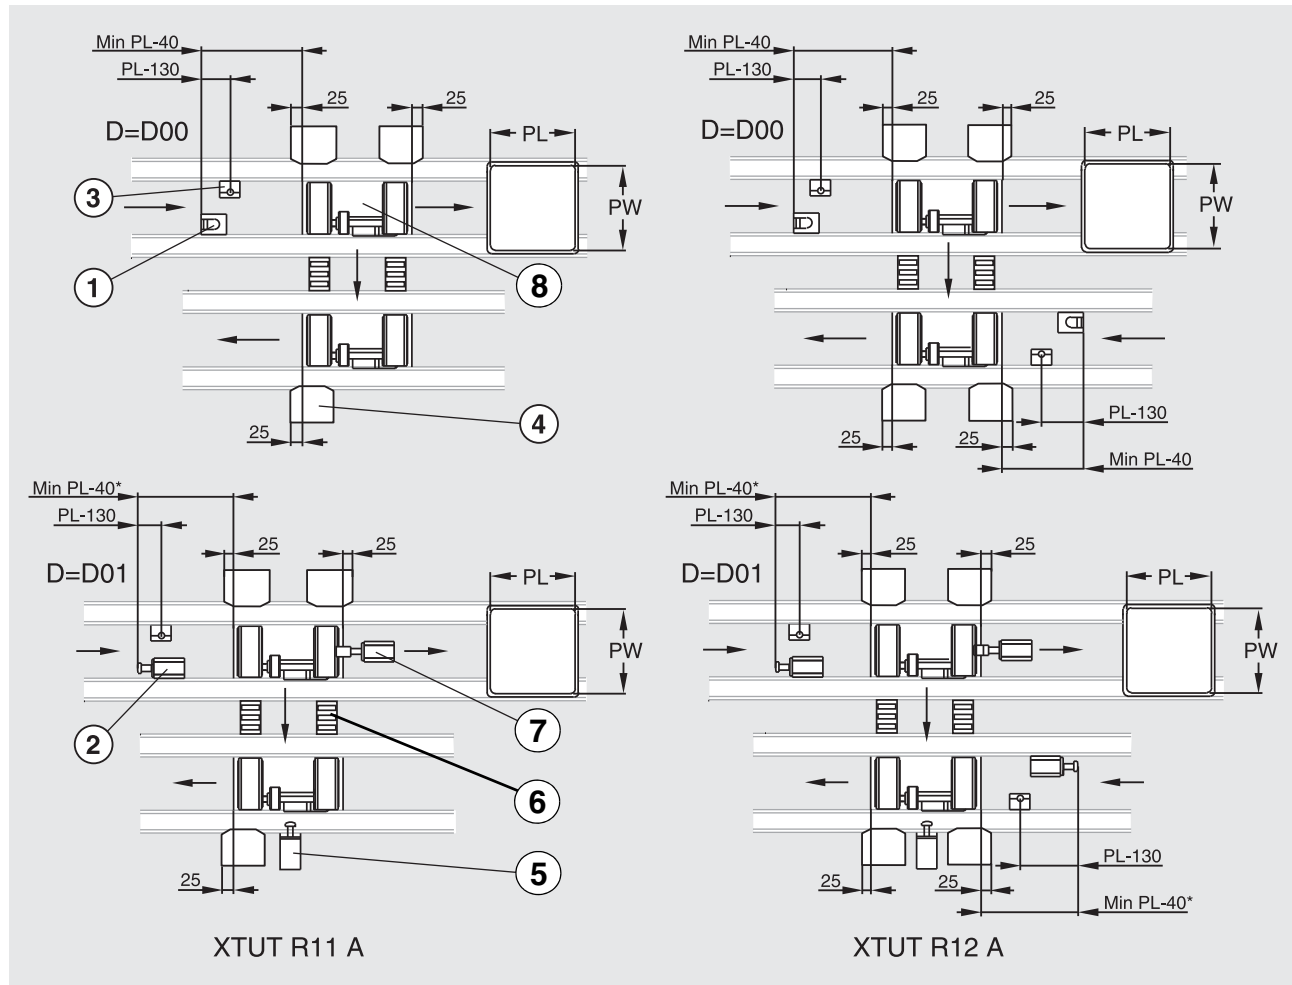 Min PL-40
PL-130
25
25
D=D00
PL
PW
3
1
8
4
25
Min PL-40
PL-130
25
25
D=D00
PL
PW
25
25
PL-130
Min PL-40
Min PL-40*
PL-130
25
25
D=D01
PL
PW
2
7
6
5
25
XTUT R11 A
Min PL-40*
PL-130
25
25
D=D01
PL
PW
25
25
PL-130
Min PL-40*
XTUT R12 A